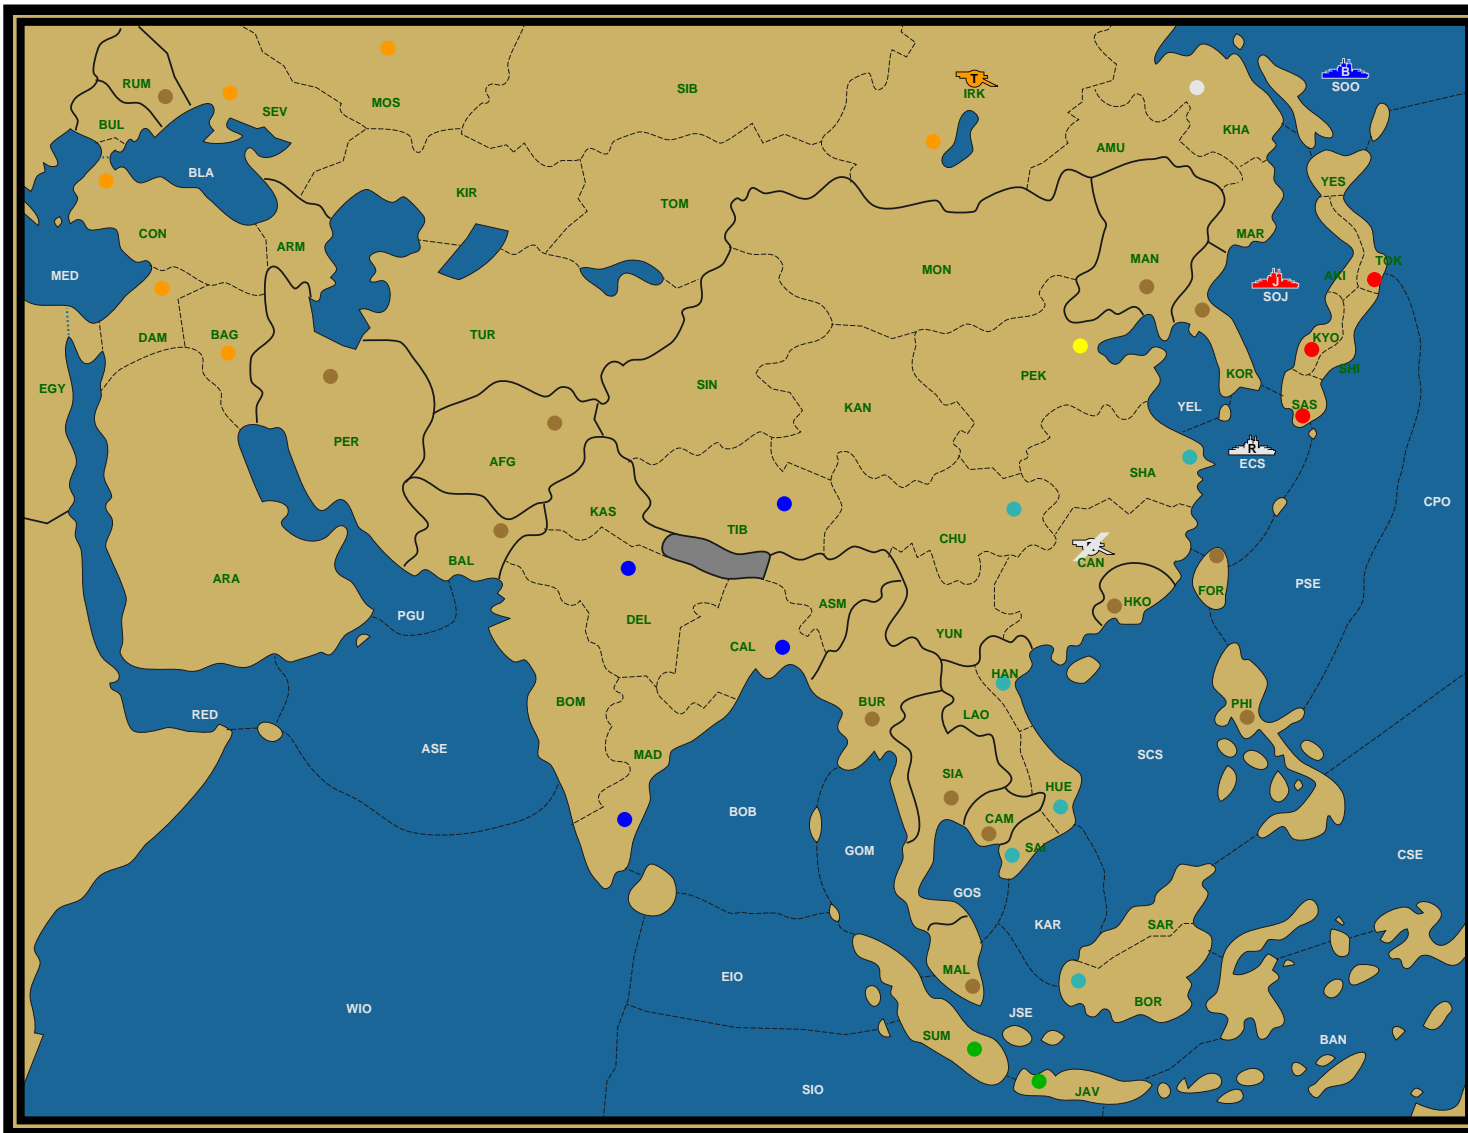 SOO
B
RUM
SIB
T
IRK
MOS
SEV
BUL
KHA
AMU
BLA
YES
KIR
TOM
CON
MAR
ARM
MAN
TOK
MON
MED
AKI
J
SOJ
DAM
BAG
TUR
KYO
SHI
EGY
SIN
PEK
KOR
KAN
YEL
SAS
PER
R
ECS
AFG
SHA
CPO
KAS
TIB
CHU
BAL
CAN
ARA
PSE
FOR
HKO
PGU
ASM
DEL
YUN
CAL
HAN
BUR
BOM
PHI
RED
LAO
ASE
MAD
SCS
SIA
HUE
BOB
CAM
GOM
SAI
CSE
GOS
KAR
SAR
MAL
EIO
BOR
WIO
JSE
SUM
BAN
SIO
JAV